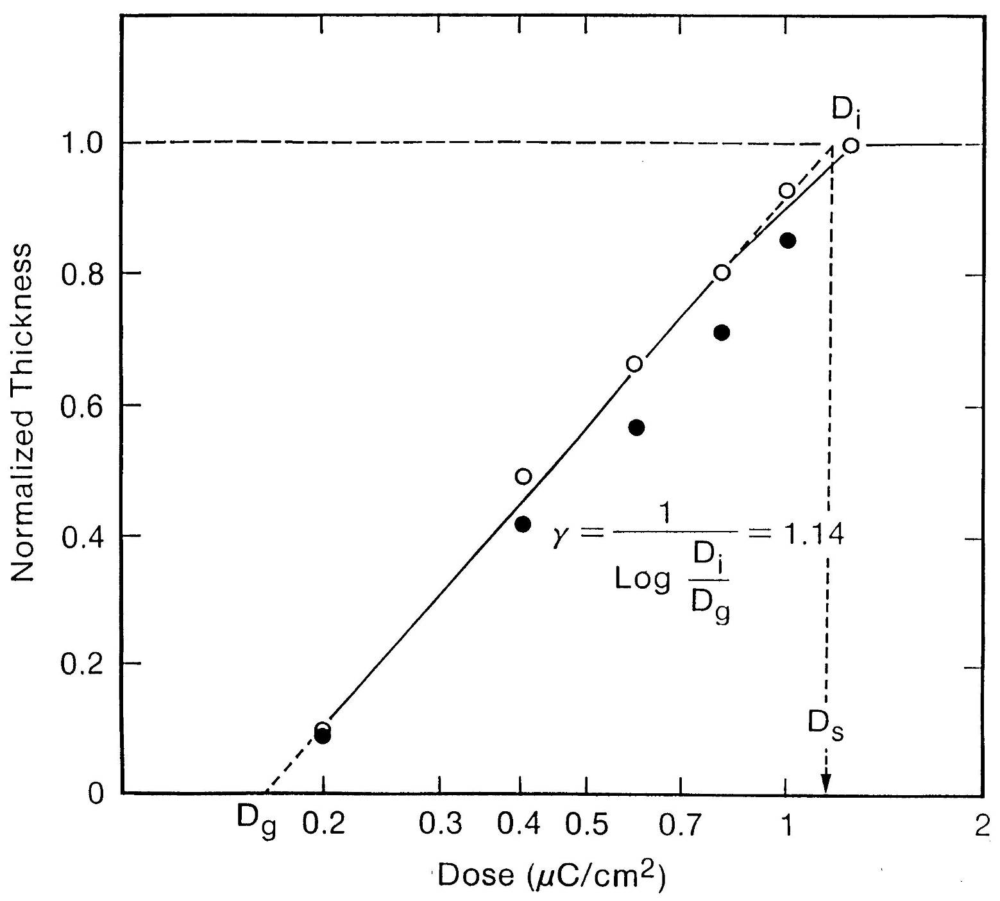 D_i
1.0
0.8
0.6
0.4
0.2
0
Normalized Thickness
γ = 1 / (Log D_i / D_g) = 1.14
D_s
D_g 0.2 0.3 0.4 0.5 0.7 1 2
Dose (μC/cm²)